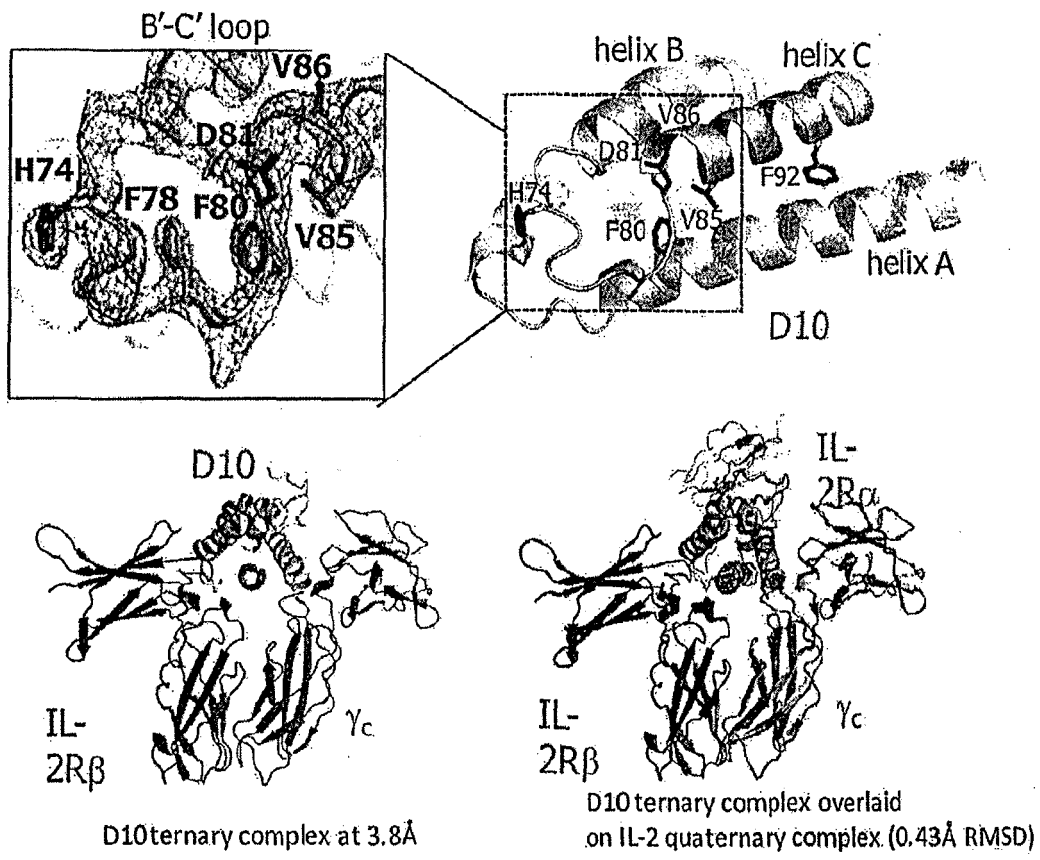 B′-C′ loop
V86
D81
H74
F78
F80
V85
helix B
helix C
V86
D81
H74
F92
F80
V85
helix A
D10
D10
IL-
2Rβ
γc
D10 ternary complex at 3.8Å
IL-
2Rα
IL-
2Rβ
γc
D10 ternary complex overlaid
on IL-2 quaternary complex (0.43Å RMSD)